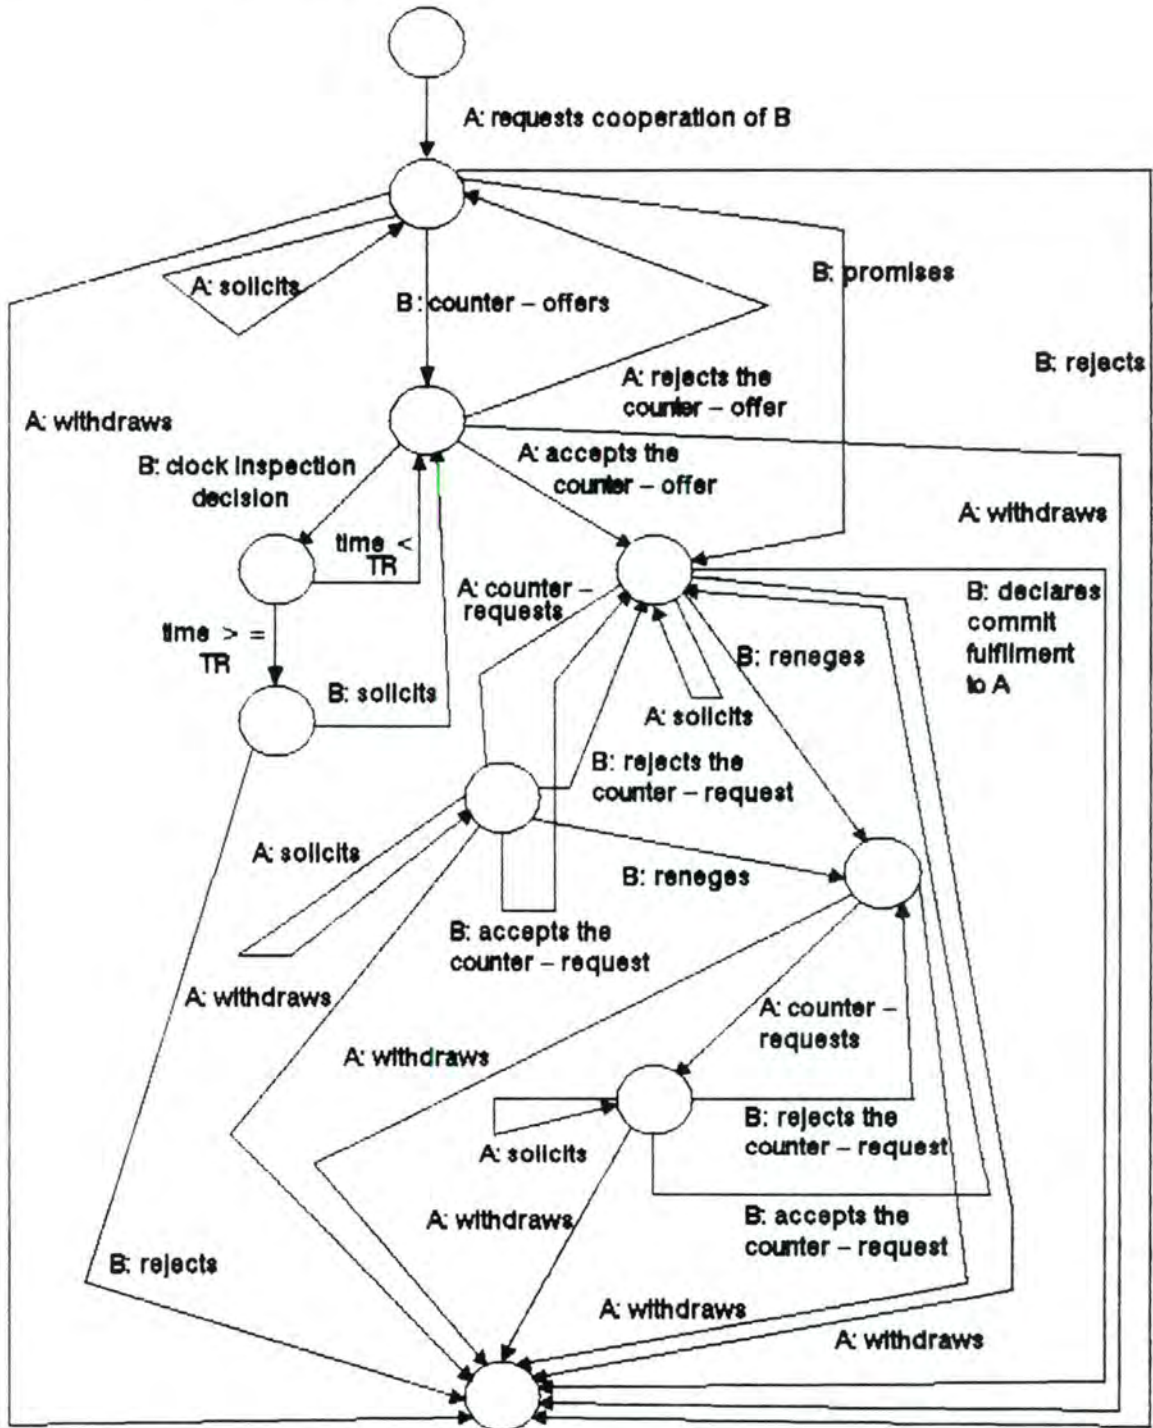 A: requests cooperation of B
A: solicits
B: counter – offers
B: promises
B: rejects
A: rejects the
counter – offer
A: withdraws
A: accepts the
counter – offer
B: clock inspection
decision
A: withdraws
time <
TR
A: counter –
requests
B: declares
commit
fulfilment
to A
time > =
TR
B: reneges
B: solicits
A: solicits
B: rejects the
counter – request
A: solicits
B: reneges
B: accepts the
counter – request
A: withdraws
A: counter –
requests
A: withdraws
B: rejects the
counter – request
A: solicits
A: withdraws
B: accepts the
counter – request
B: rejects
A: withdraws
A: withdraws